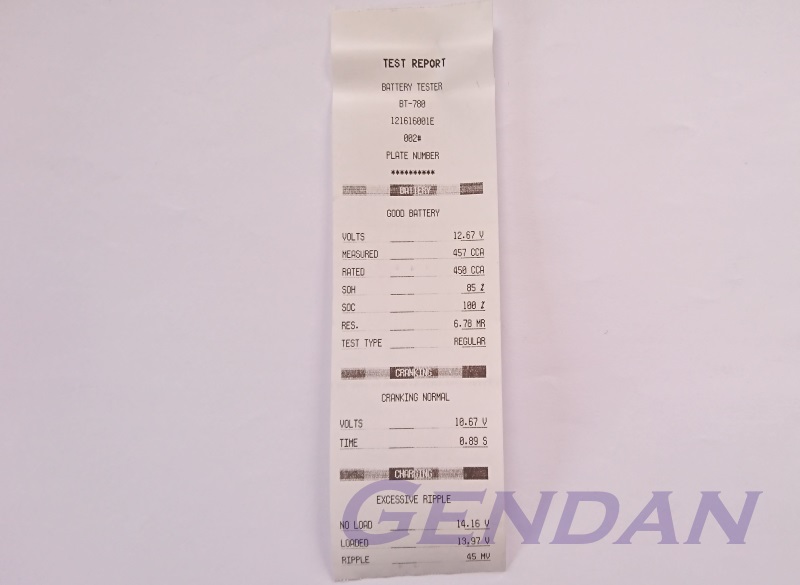 TEST REPORT
BATTERY TESTER
BT-780
121616001E
002#
PLATE NUMBER
**********
BATTERY
GOOD BATTERY
VOLTS 12.67 V
MEASURED 457 CCA
RATED 450 CCA
SOH 85 %
SOC 100 %
RES. 6.78 MR
TEST TYPE REGULAR
CRANKING
CRANKING NORMAL
VOLTS 10.67 V
TIME 0.89 S
CHARGING
EXCESSIVE RIPPLE
NO LOAD 14.16 V
LOADED 13.97 V
RIPPLE 45 MV
GENDAN